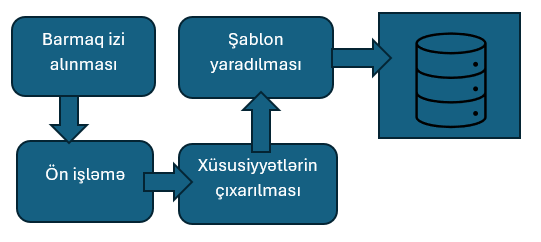 Barmaq izi
alınması
Ön işləmə
Xüsusiyyətlərin
çıxarılması
Şablon
yaradılması